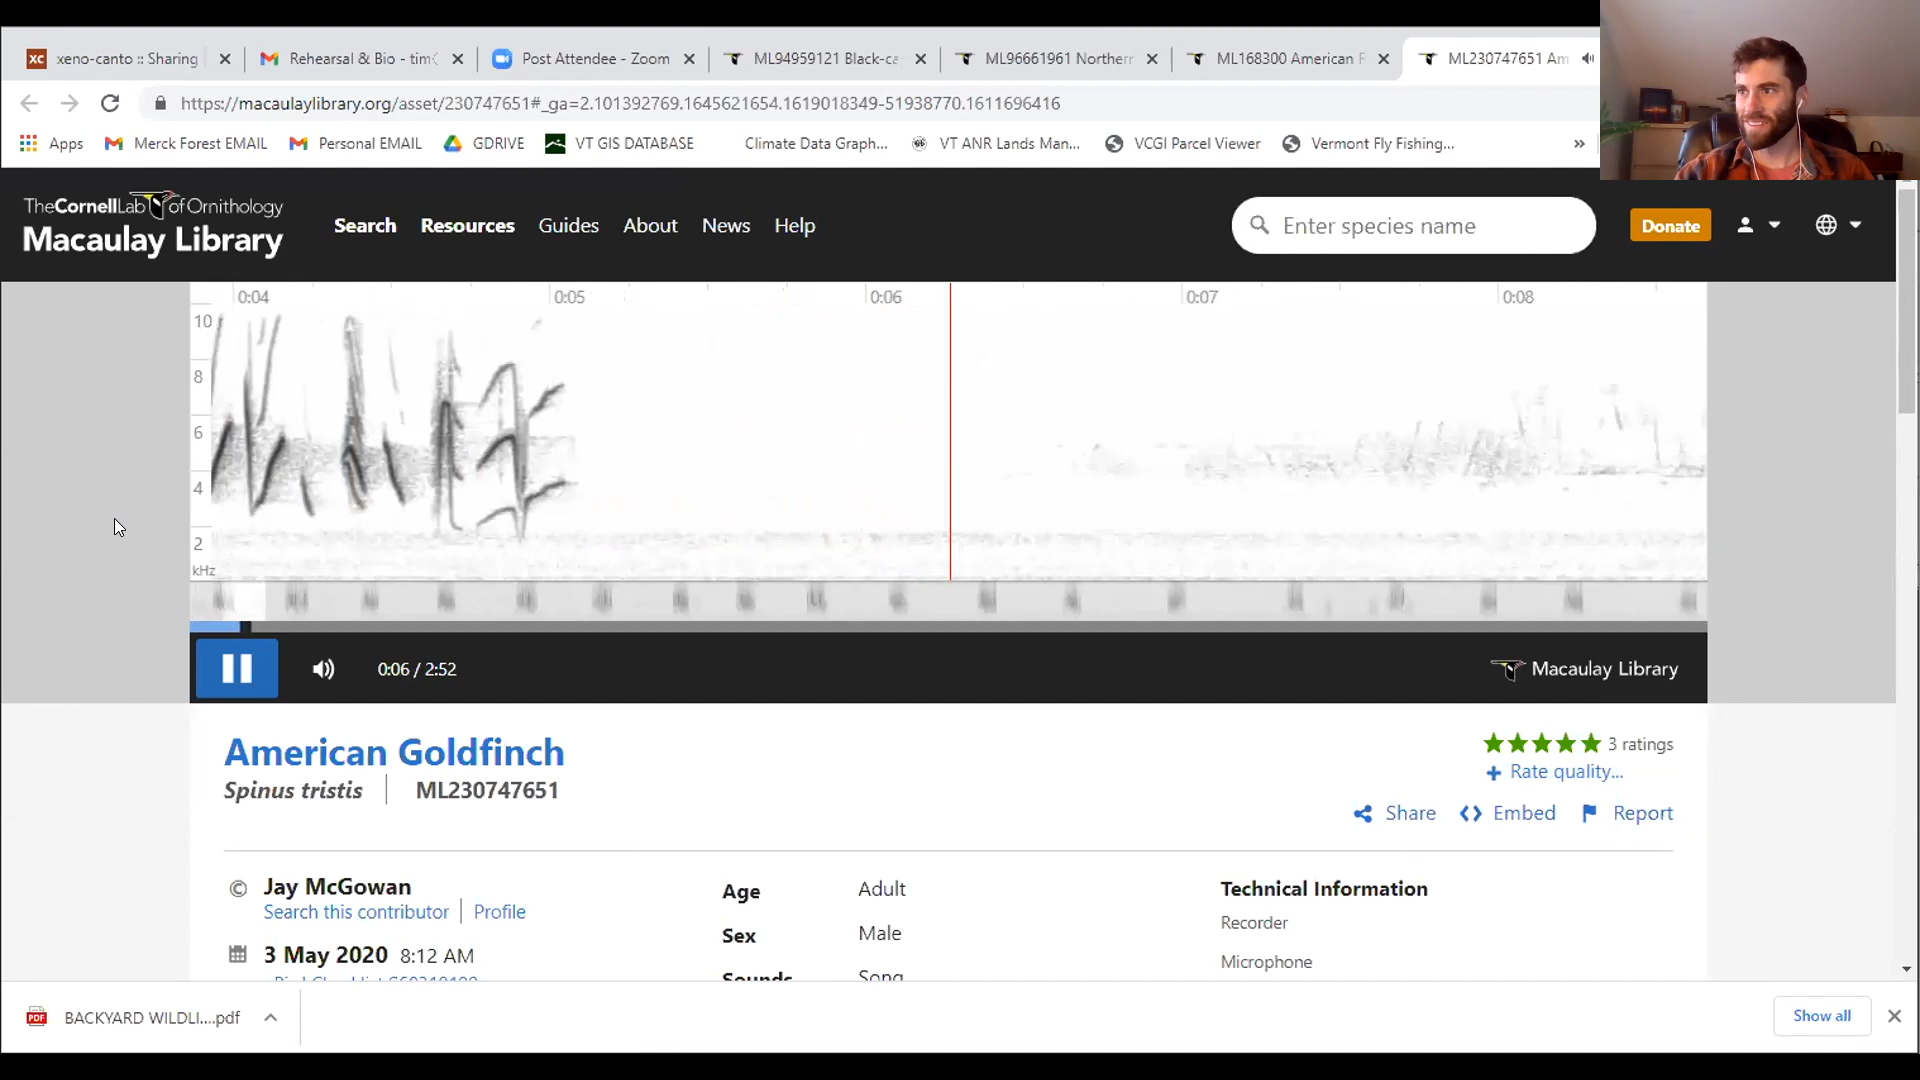 xeno-canto :: Sharing
Rehearsal & Bio - tim
Post Attendee - Zoom
ML94959121 Black-ca
ML96661961 Northern
ML168300 American R
ML230747651 Am
https://macaulaylibrary.org/asset/230747651#_ga=2.101392769.1645621654.1619018349-51938770.1611696416
Apps
Merck Forest EMAIL
Personal EMAIL
GDRIVE
VT GIS DATABASE
Climate Data Graph...
VT ANR Lands Man...
VCGI Parcel Viewer
Vermont Fly Fishing...
»
TheCornellLab of Ornithology
Macaulay Library
Search
Resources
Guides
About
News
Help
Enter species name
Donate
0:04
0:05
0:06
0:07
0:08
10
8
6
4
2
kHz
0:06 / 2:52
Macaulay Library
American Goldfinch
Spinus tristis | ML230747651
3 ratings
Rate quality...
Share
Embed
Report
© Jay McGowan
Search this contributor | Profile
3 May 2020 8:12 AM
Age Adult
Sex Male
Sounds Song
Technical Information
Recorder
Microphone
PDF BACKYARD WILDLI....pdf
Show all